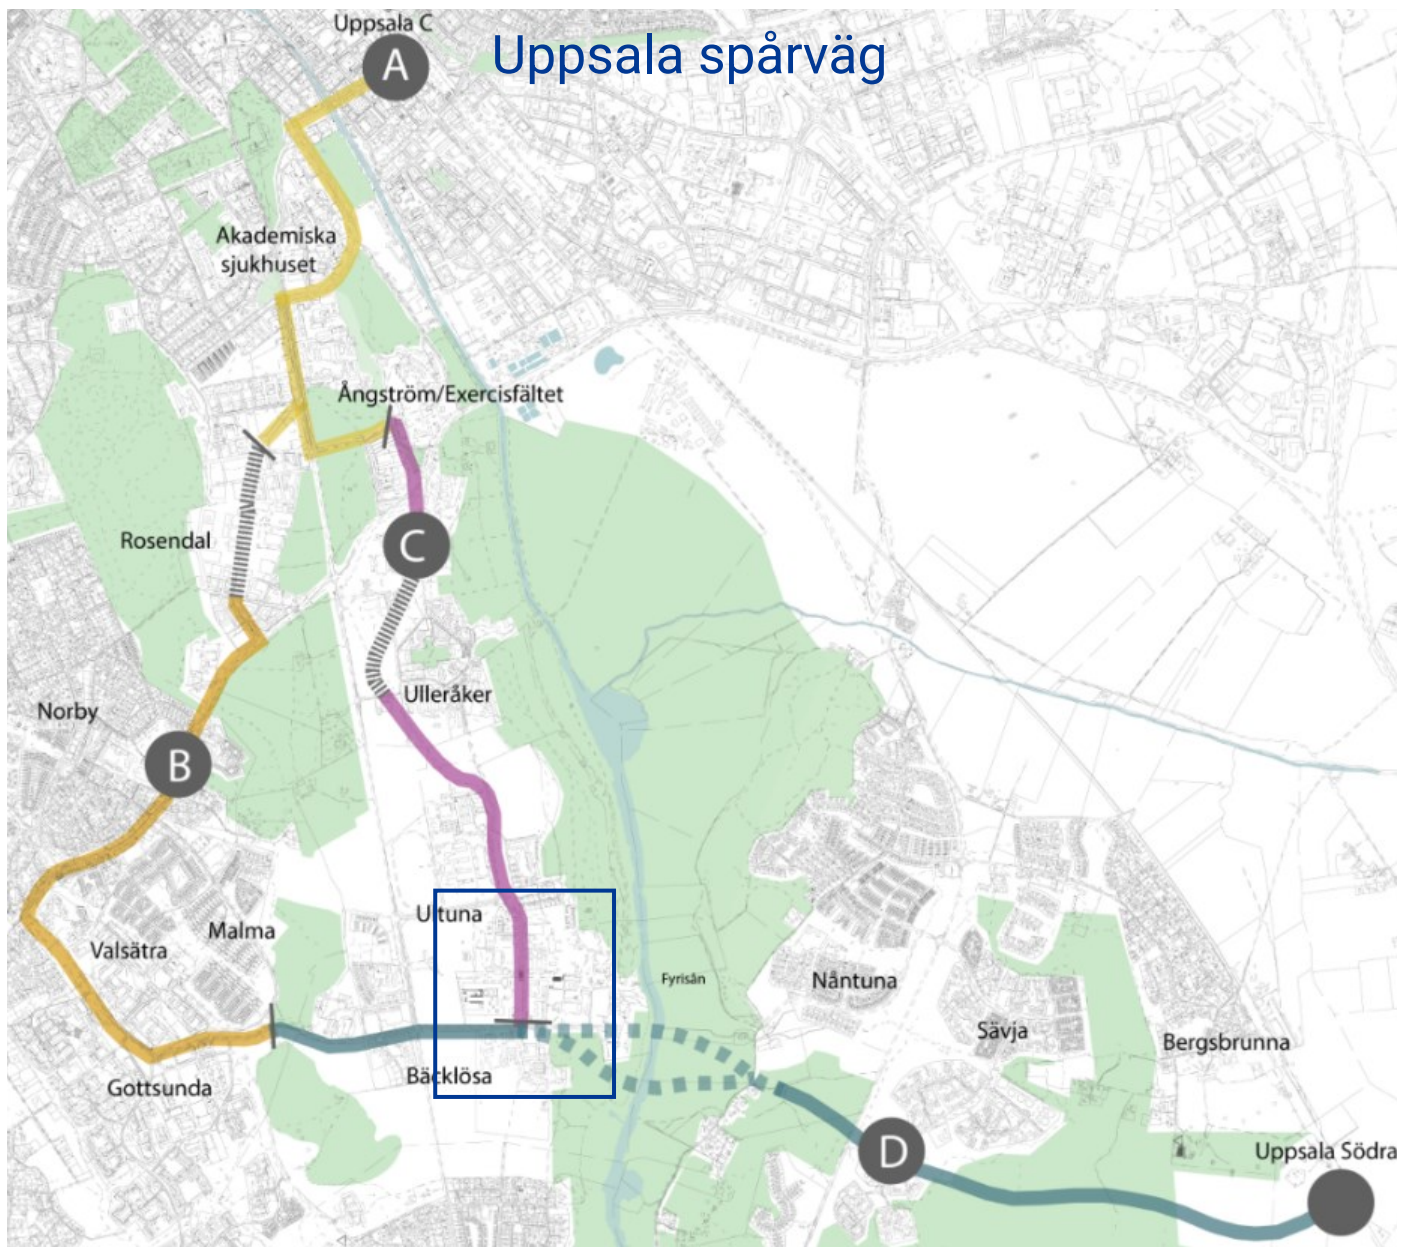 Uppsala C
A
Uppsala spårväg
Akademiska
sjukhuset
Ångström/Exercisfältet
Rosendal
C
Ulleråker
Norby
B
Ultuna
Malma
Valsätra
Fyrisån
Nåntuna
Sävja
Bergsbrunna
Bäcklösa
Gottsunda
D
Uppsala Södra